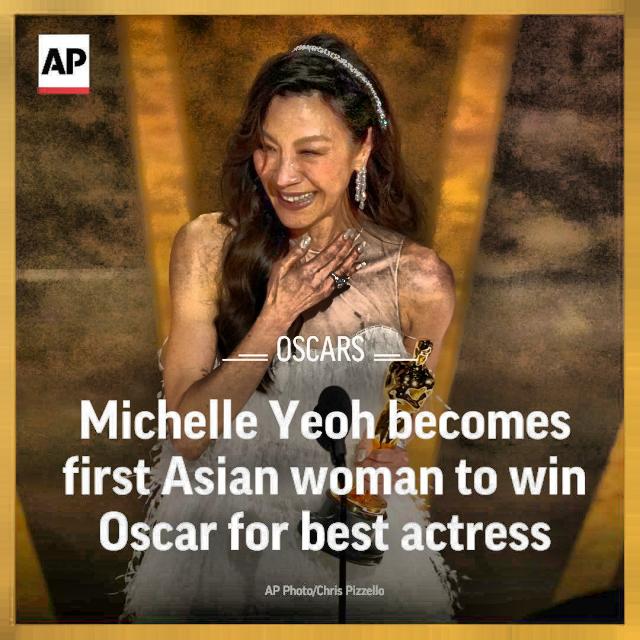 AP
OSCARS
Michelle Yeoh becomes
first Asian woman to win
Oscar for best actress
AP Photo/Chris Pizzello